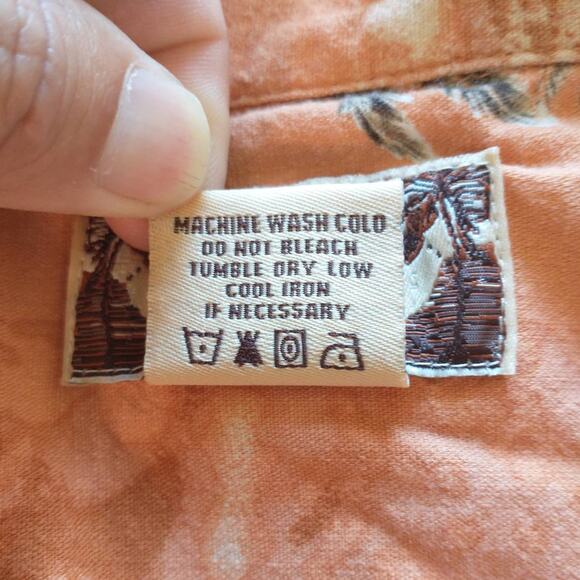 MACHINE WASH COLD
DO NOT BLEACH
TUMBLE DRY LOW
COOL IRON
IF NECESSARY